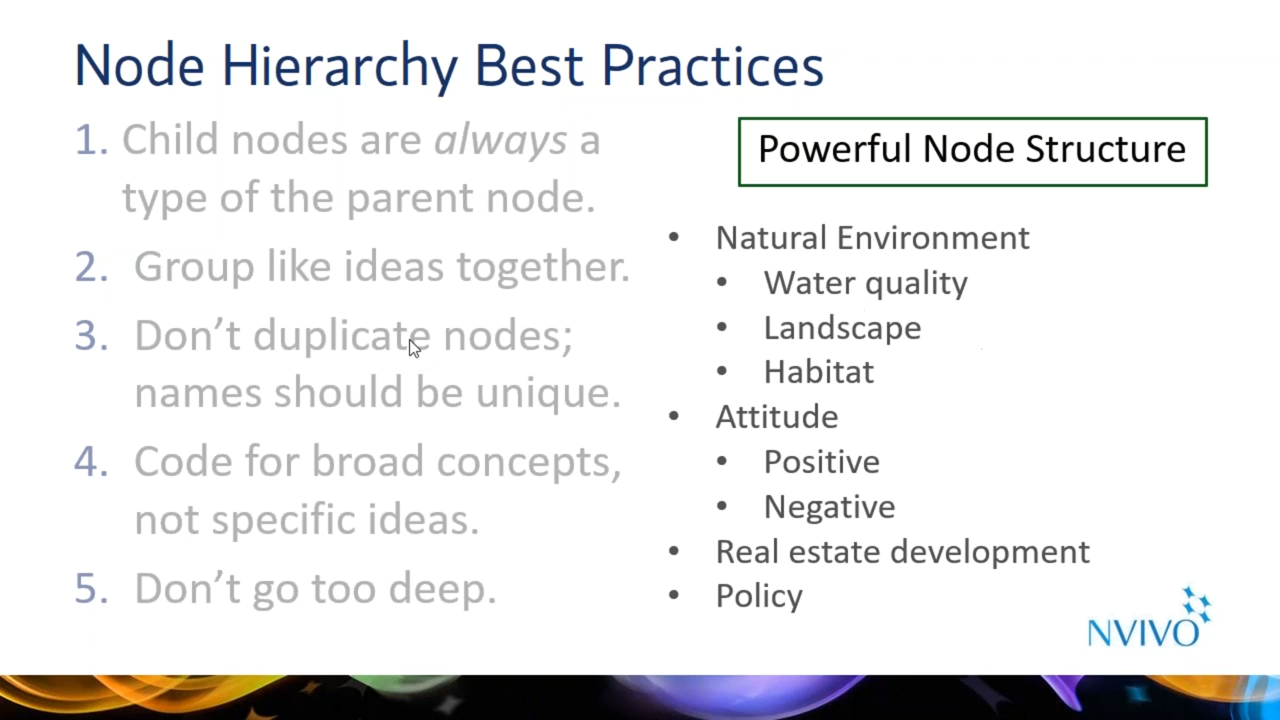 Node Hierarchy Best Practices
1. Child nodes are always a
type of the parent node.
2. Group like ideas together.
3. Don’t duplicate nodes;
names should be unique.
4. Code for broad concepts,
not specific ideas.
5. Don’t go too deep.
Powerful Node Structure
• Natural Environment
• Water quality
• Landscape
• Habitat
• Attitude
• Positive
• Negative
• Real estate development
• Policy
NVIVO